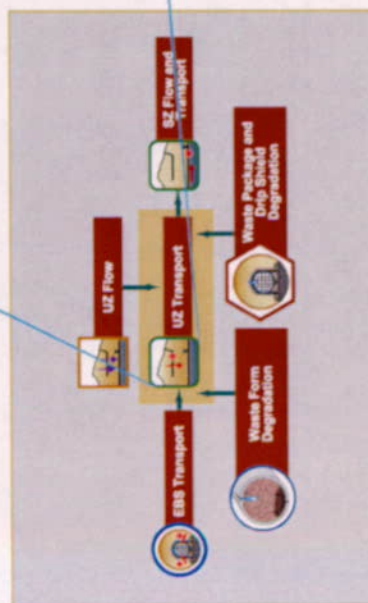 UZ Flow
EBS Transport
UZ Transport
SZ Flow and
Transport
Waste Form
Degradation
Waste Package and
Drip Shield
Degradation